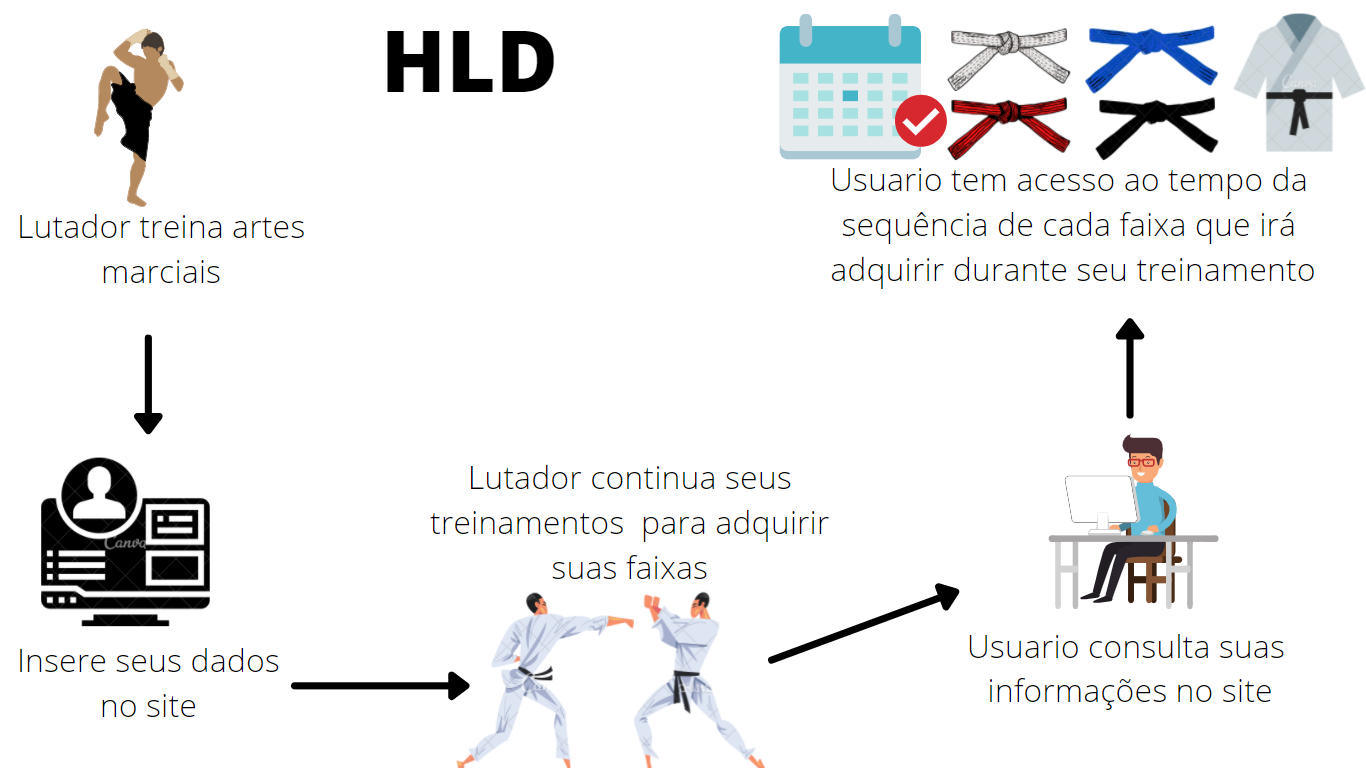 HLD
Lutador treina artes
marciais
Insere seus dados
no site
Lutador continua seus
treinamentos  para adquirir
suas faixas
Usuario consulta suas
informações no site
Usuario tem acesso ao tempo da
sequência de cada faixa que irá
adquirir durante seu treinamento
Canva
Canva